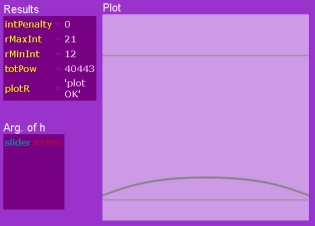 Results
intPenalty = 0
rMaxInt = 21
rMinInt = 12
totPow = 40443
plotR = 'plot
OK'
Arg. of h
slider
Plot